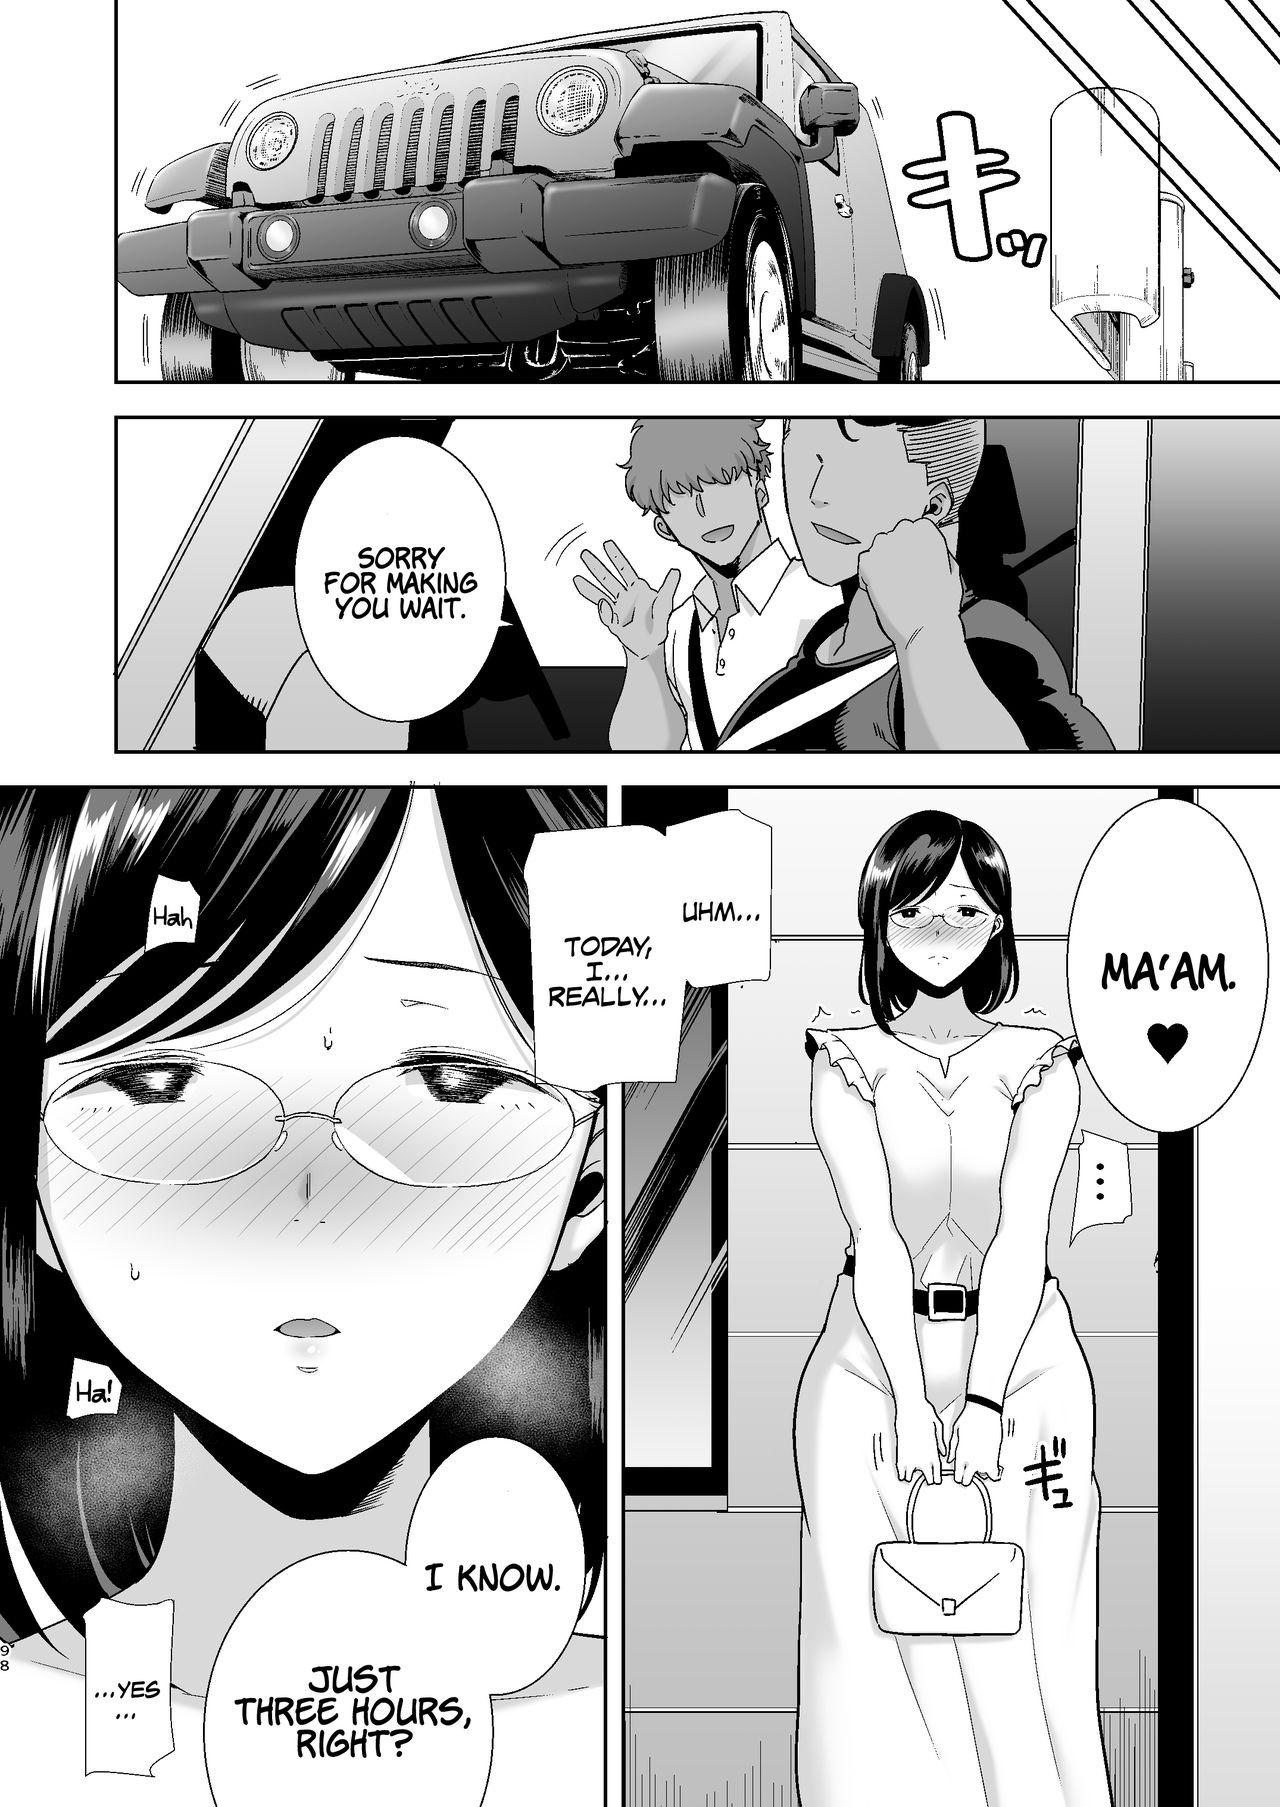 キキッ
SORRY
FOR MAKING
YOU WAIT.
MA'AM.
♥
...
UHM...
TODAY,
I...
REALLY...
ギュ
Hah
Ha!
I KNOW.
JUST
THREE HOURS,
RIGHT?
...YES
...
98